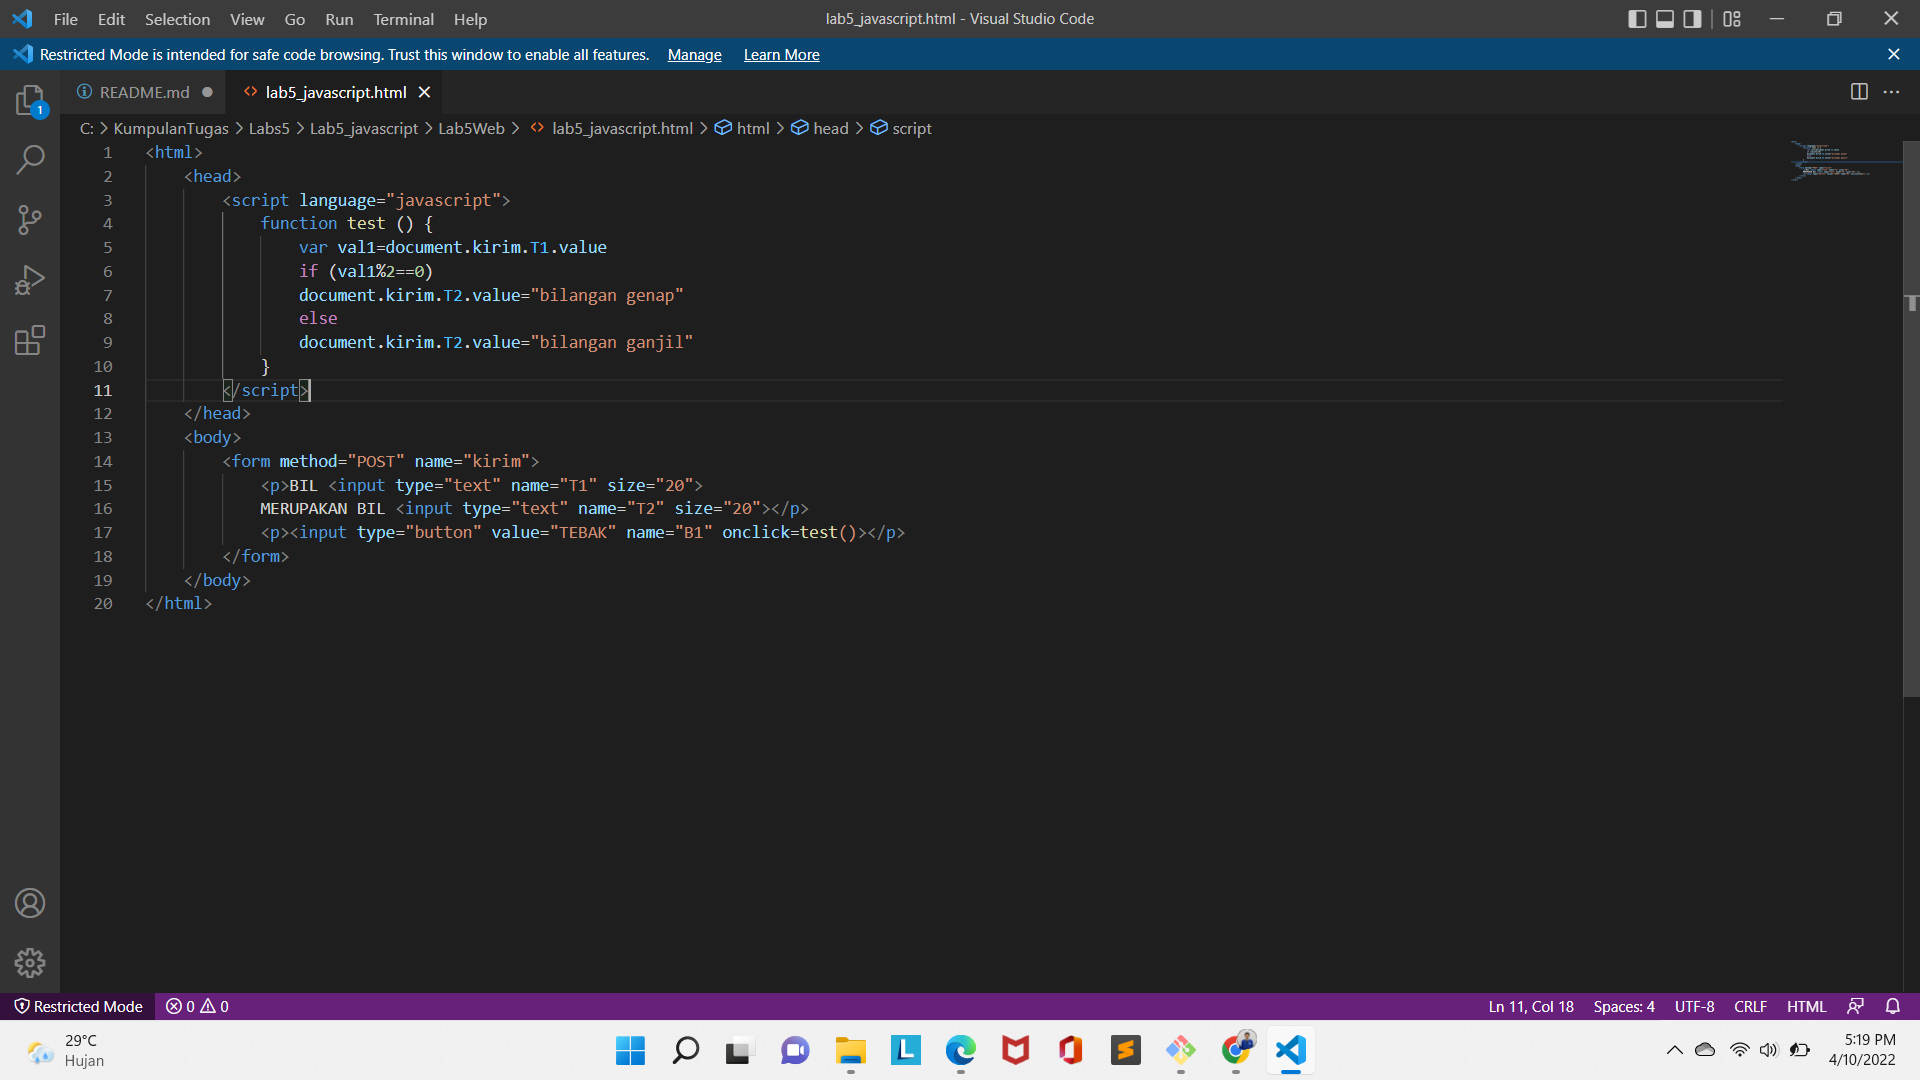 File Edit Selection View Go Run Terminal Help lab5_javascript.html - Visual Studio Code
Restricted Mode is intended for safe code browsing. Trust this window to enable all features. Manage Learn More
README.md lab5_javascript.html
1
C: > KumpulanTugas > Labs5 > Lab5_javascript > Lab5Web > <> lab5_javascript.html > html > head > script
1 <html>
2 <head>
3 <script language="javascript">
4 function test () {
5 var val1=document.kirim.T1.value
6 if (val1%2==0)
7 document.kirim.T2.value="bilangan genap"
8 else
9 document.kirim.T2.value="bilangan ganjil"
10 }
11 </script>
12 </head>
13 <body>
14 <form method="POST" name="kirim">
15 <p>BIL <input type="text" name="T1" size="20">
16 MERUPAKAN BIL <input type="text" name="T2" size="20"></p>
17 <p><input type="button" value="TEBAK" name="B1" onclick=test()></p>
18 </form>
19 </body>
20 </html>
Restricted Mode 0 0 Ln 11, Col 18 Spaces: 4 UTF-8 CRLF HTML
29°C
Hujan
L
5:19 PM
4/10/2022